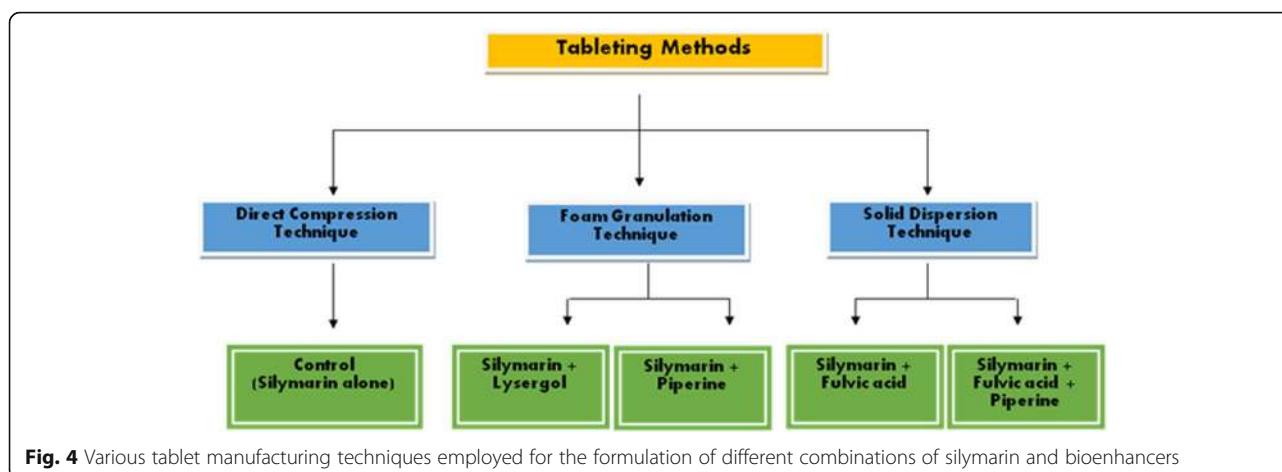 Tableting Methods
Direct Compression
Technique
Foam Granulation
Technique
Solid Dispersion
Technique
Control
(Silymarin alone)
Silymarin +
Lysergol
Silymarin +
Piperine
Silymarin +
Fulvic acid
Silymarin +
Fulvic acid +
Piperine
Fig. 4 Various tablet manufacturing techniques employed for the formulation of different combinations of silymarin and bioenhancers